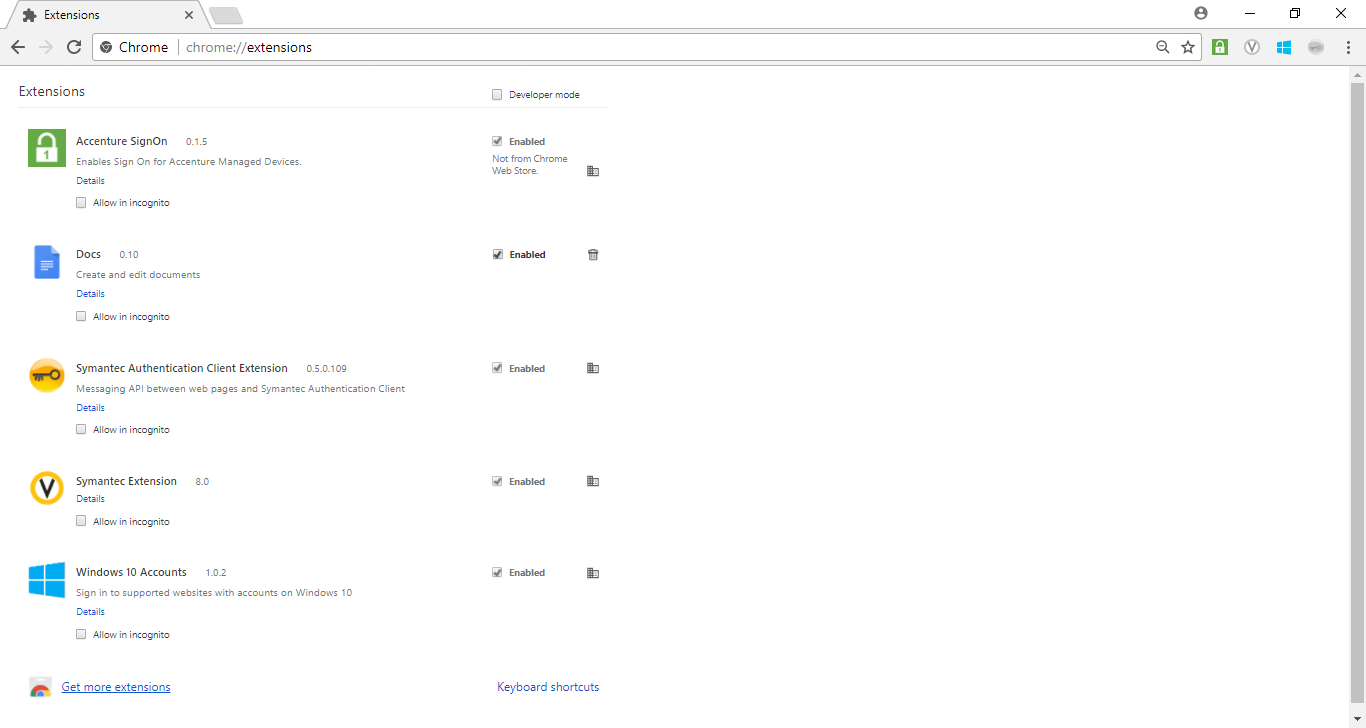 Extensions
Chrome chrome://extensions
Extensions
Developer mode
1
Accenture SignOn 0.1.5
Enabled
Enables Sign On for Accenture Managed Devices.
Not from Chrome
Web Store.
Details
Allow in incognito
Docs 0.10
Enabled
Create and edit documents
Details
Allow in incognito
Symantec Authentication Client Extension 0.5.0.109
Enabled
Messaging API between web pages and Symantec Authentication Client
Details
Allow in incognito
V
Symantec Extension 8.0
Enabled
Details
Allow in incognito
Windows 10 Accounts 1.0.2
Enabled
Sign in to supported websites with accounts on Windows 10
Details
Allow in incognito
Get more extensions
Keyboard shortcuts